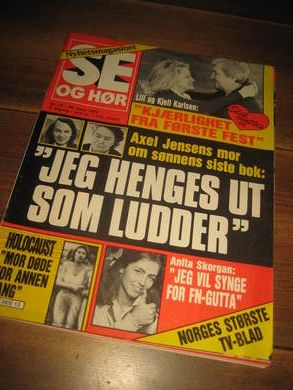 Nyhetsmagasinet
SE
OG HØR
Lill og Kjell Karlsen:
"KJÆRLIGHET
FRA FØRSTE FEST"
Axel Jensens mor
om sønnens siste bok:
"JEG HENGES UT
SOM LUDDER"
HOLOCAUST
"MOR DØDE
FOR ANNEN
GANG"
Anita Skorgan:
"JEG VIL SYNGE
FOR FN-GUTTA"
NORGES STØRSTE
TV-BLAD